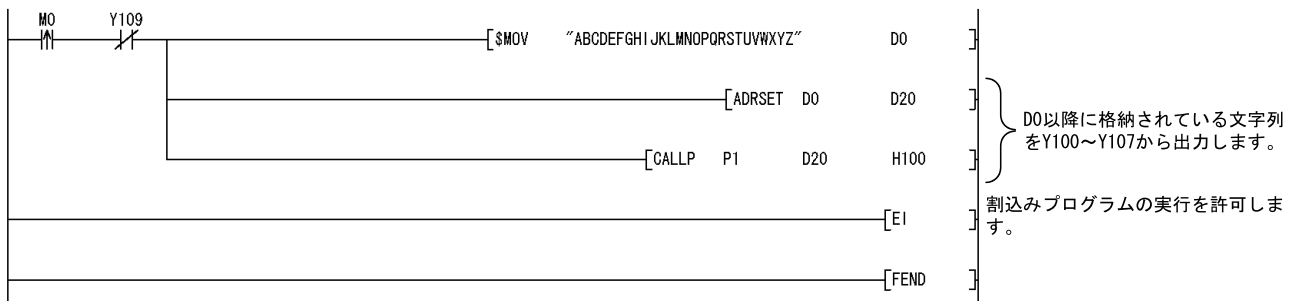 M0 Y109
[$MOV "ABCDEFGHIJKLMNOPQRSTUVWXYZ" D0 ]
[ADRSET D0 D20 ]
[CALLP P1 D20 H100 ]
D0以降に格納されている文字列
をY100～Y107から出力します。
[EI ]
割込みプログラムの実行を許可しま
す。
[FEND ]